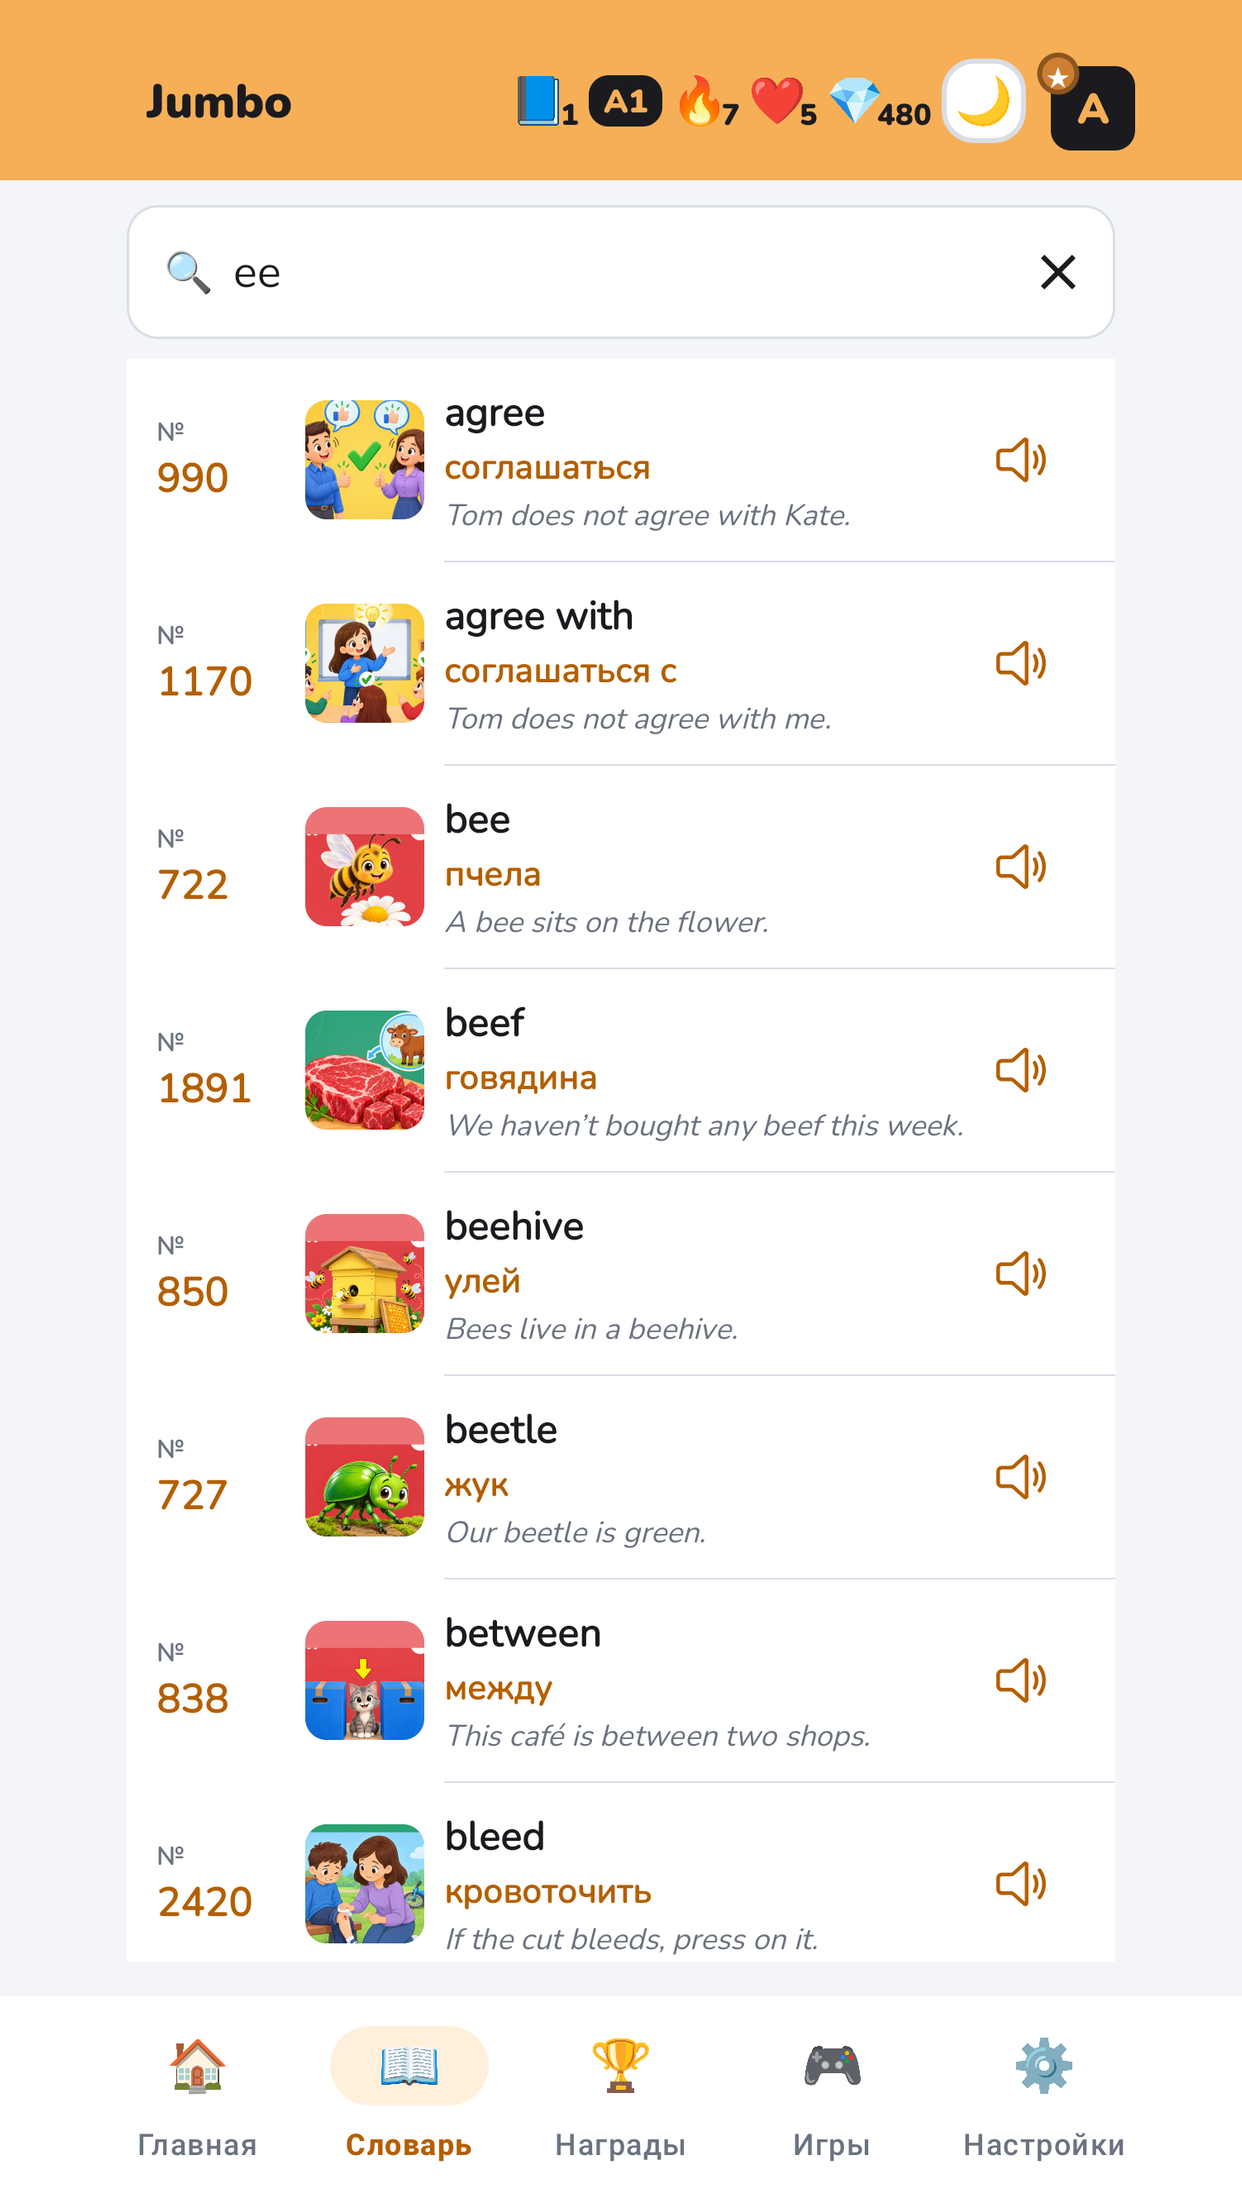 Jumbo
1
A1
7
5
480
A
ee
№
990
agree
соглашаться
Tom does not agree with Kate.
№
1170
agree with
соглашаться с
Tom does not agree with me.
№
722
bee
пчела
A bee sits on the flower.
№
1891
beef
говядина
We haven’t bought any beef this week.
№
850
beehive
улей
Bees live in a beehive.
№
727
beetle
жук
Our beetle is green.
№
838
between
между
This café is between two shops.
№
2420
bleed
кровоточить
If the cut bleeds, press on it.
Главная
Словарь
Награды
Игры
Настройки